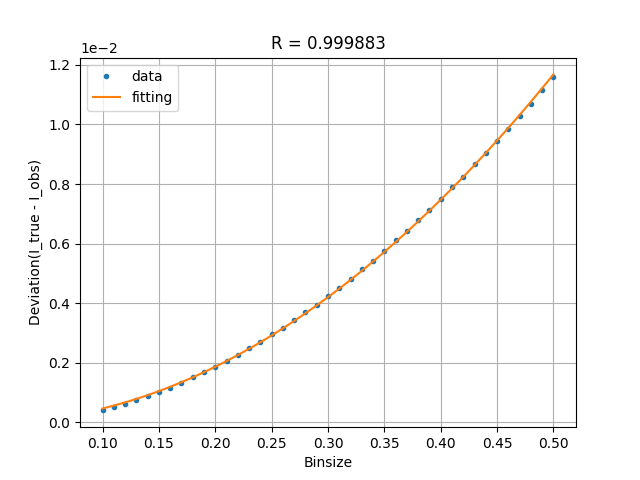 R = 0.999883
1e−2
data
fitting
1.2
1.0
0.8
0.6
0.4
0.2
0.0
Deviation(I_true - I_obs)
0.10 0.15 0.20 0.25 0.30 0.35 0.40 0.45 0.50
Binsize